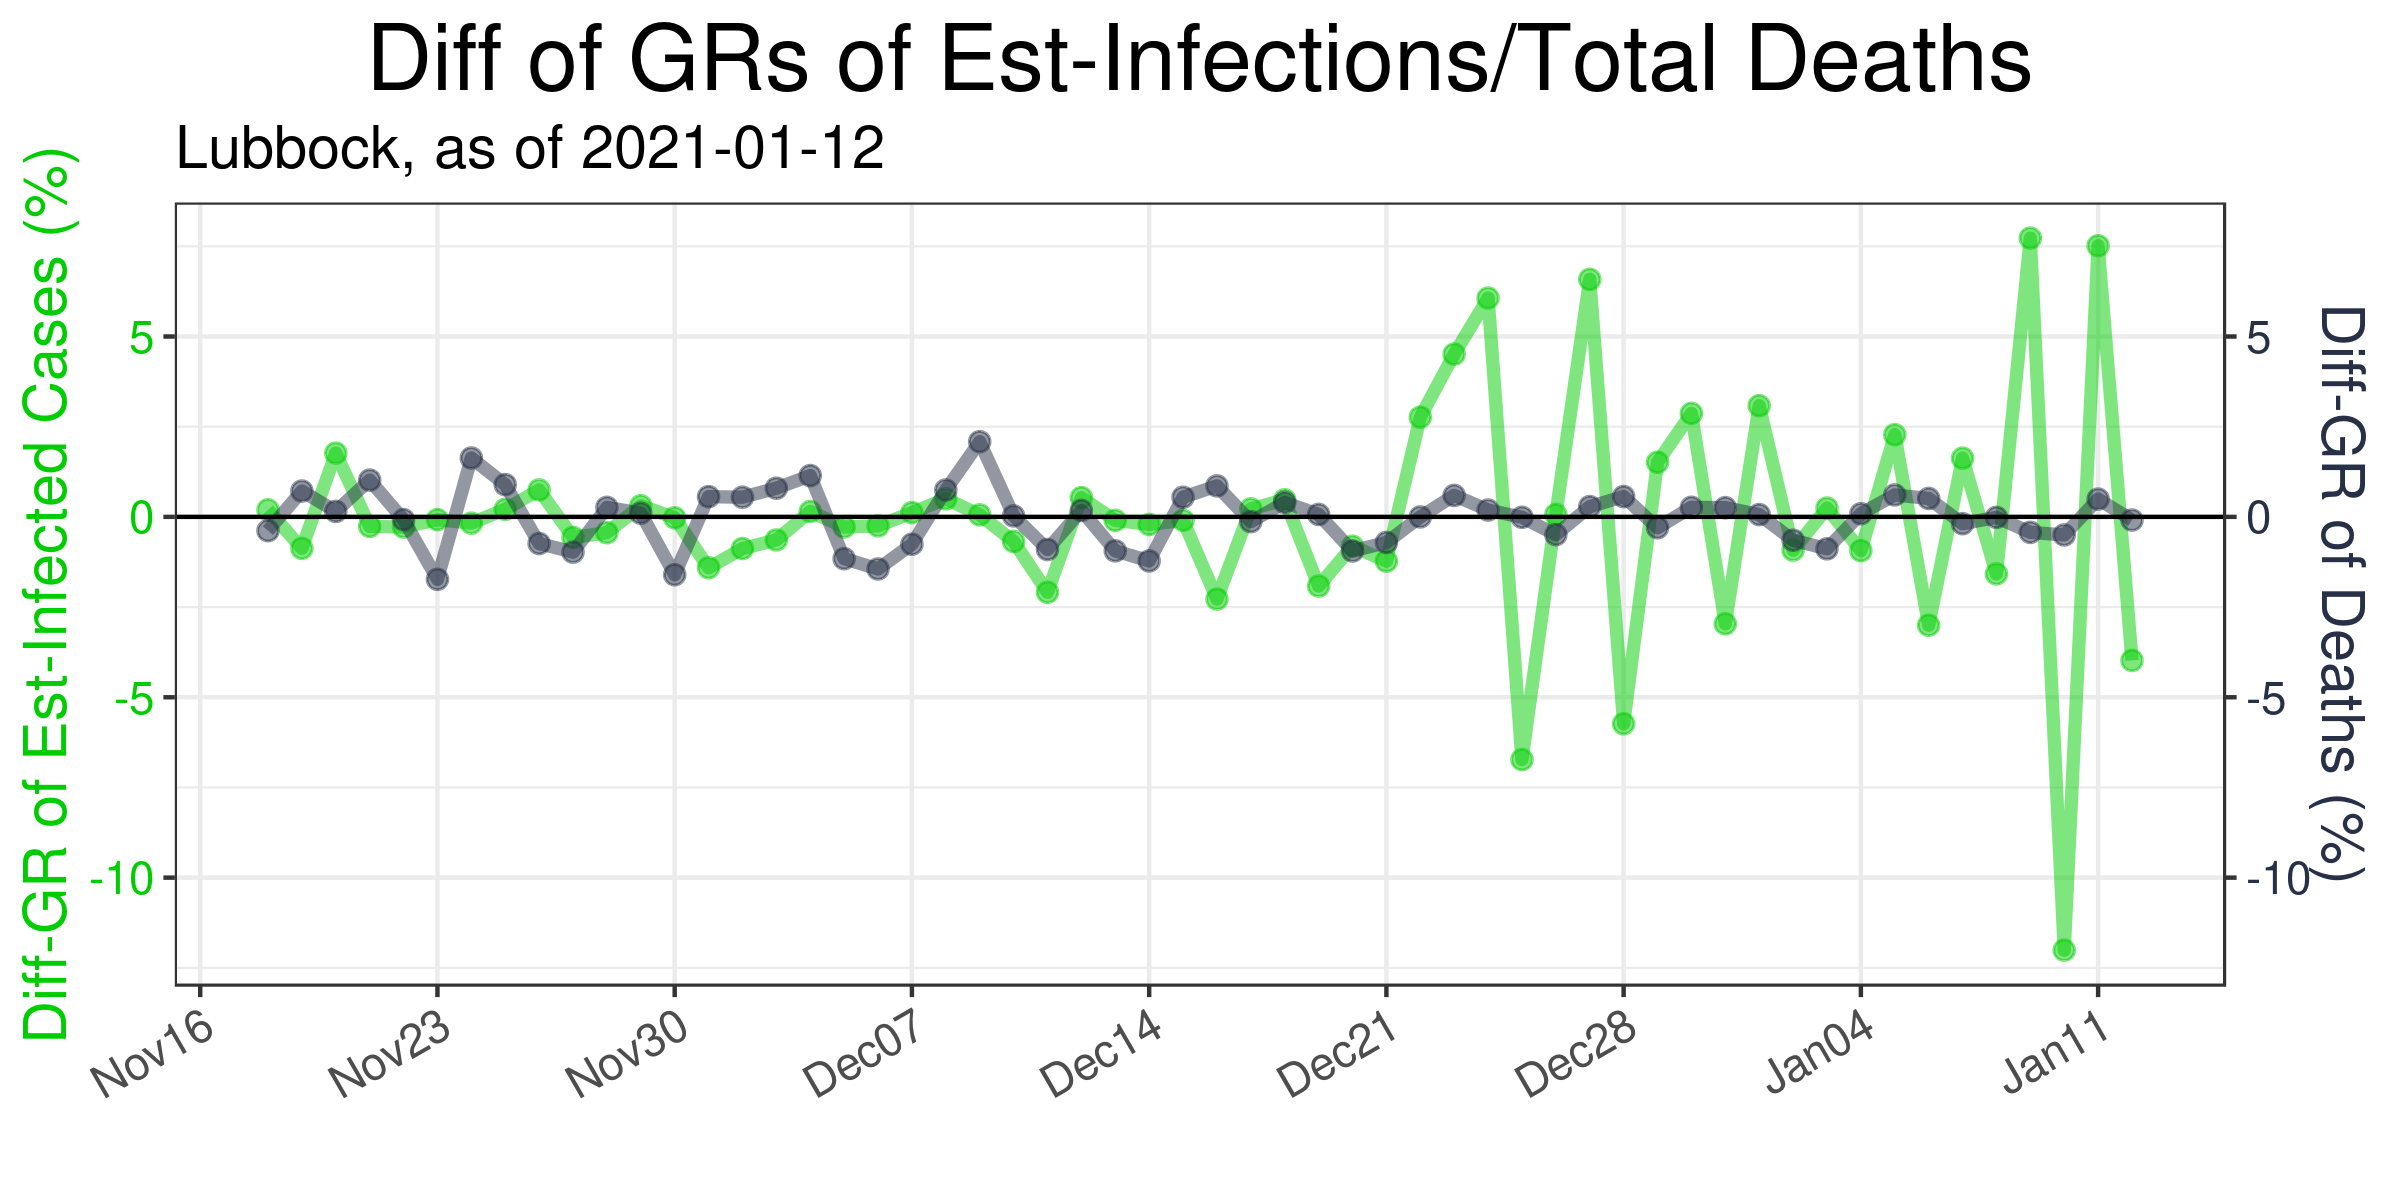 Diff of GRs of Est-Infections/Total Deaths
Lubbock, as of 2021-01-12
Diff-GR of Est-Infected Cases (%)
5
0
-5
-10
5
0
-5
-10
Diff-GR of Deaths (%)
Nov16
Nov23
Nov30
Dec07
Dec14
Dec21
Dec28
Jan04
Jan11